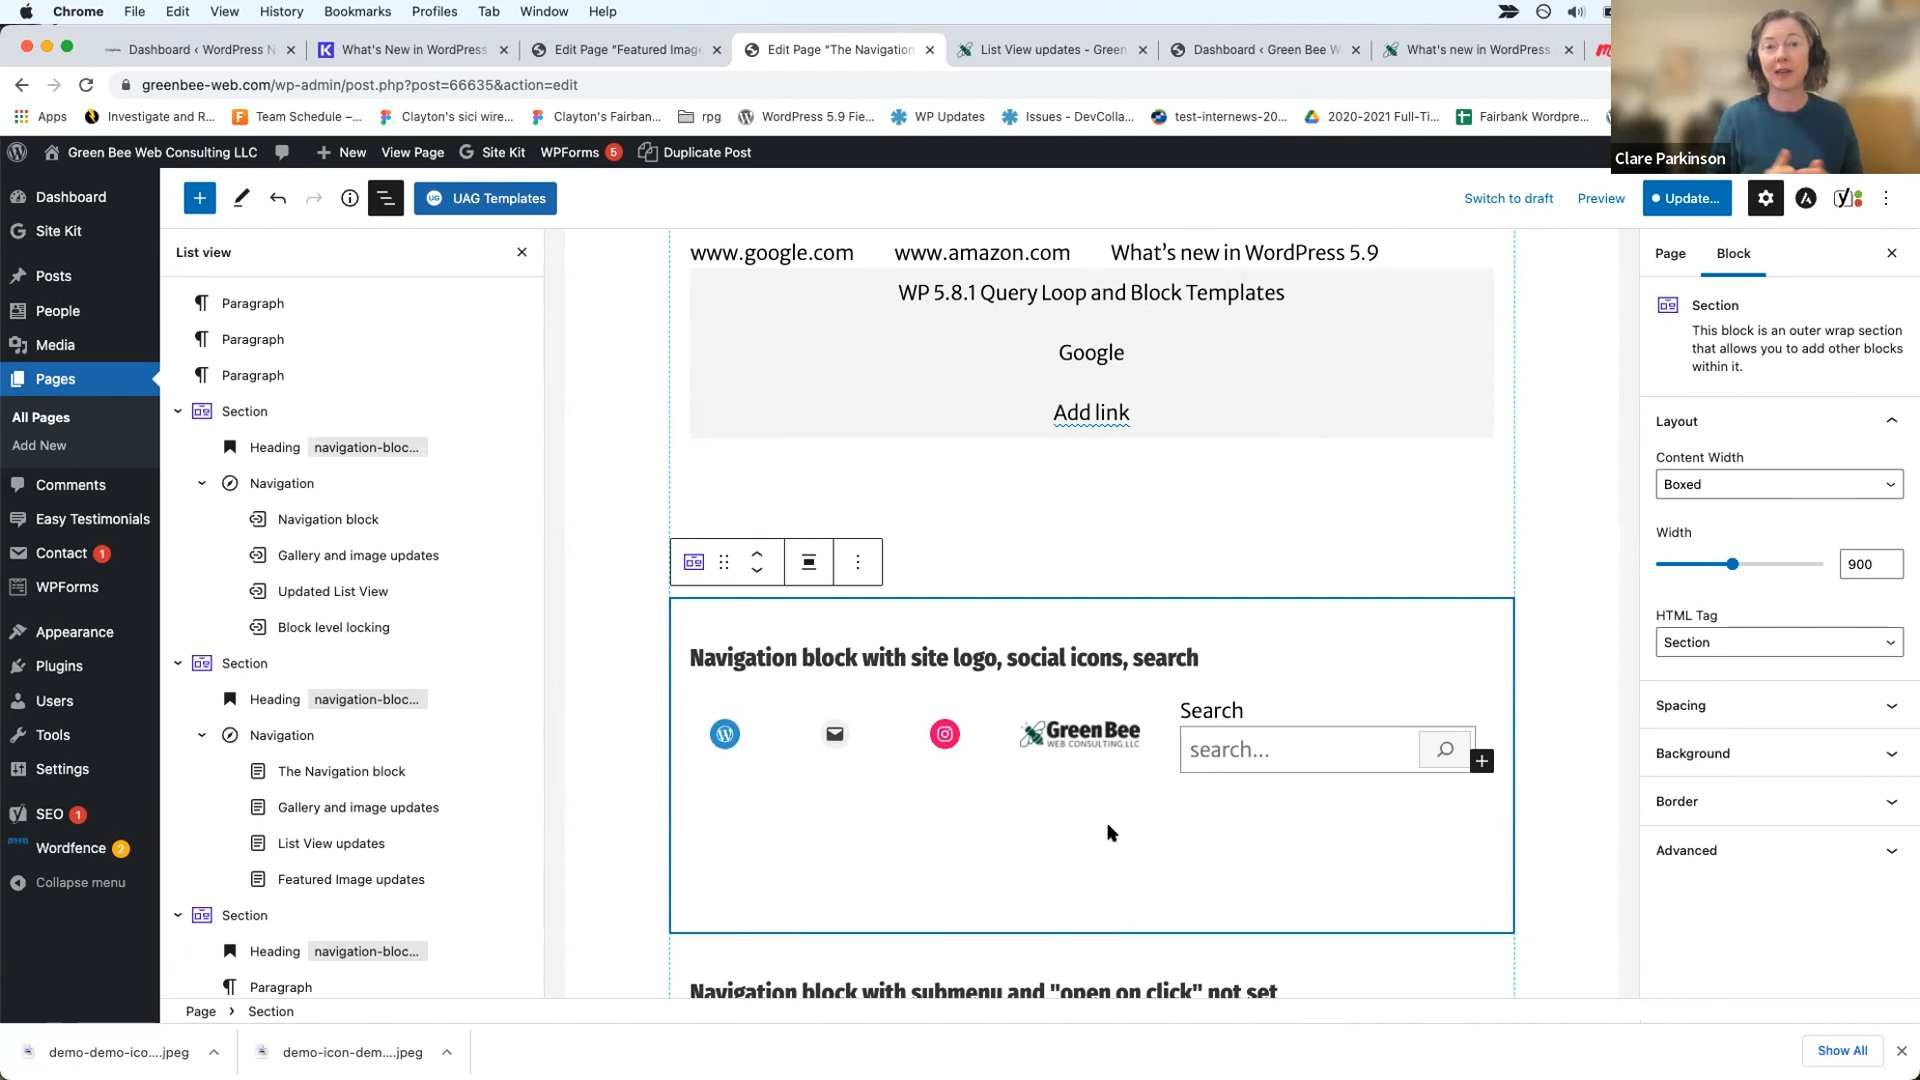 Chrome File Edit View History Bookmarks Profiles Tab Window Help
Dashboard ‹ WordPress N
What's New in WordPress
Edit Page “Featured Imag
Edit Page “The Navigation
List View updates - Green
Dashboard ‹ Green Bee W
What's new in WordPress
greenbee-web.com/wp-admin/post.php?post=66635&action=edit
Apps
Investigate and R...
Team Schedule –...
Clayton's sici wire...
Clayton's Fairban...
rpg
WordPress 5.9 Fie...
WP Updates
Issues - DevColla...
test-internews-20...
2020-2021 Full-Ti...
Fairbank Wordpre...
Clare Parkinson
Green Bee Web Consulting LLC
New
View Page
Site Kit
WPForms 5
Duplicate Post
Dashboard
Site Kit
Posts
People
Media
Pages
All Pages
Add New
Comments
Easy Testimonials
Contact 1
WPForms
Appearance
Plugins
Users
Tools
Settings
SEO 1
Wordfence 2
Collapse menu
UAG Templates
Switch to draft
Preview
Update...
List view
Paragraph
Paragraph
Paragraph
Section
Heading navigation-bloc...
Navigation
Navigation block
Gallery and image updates
Updated List View
Block level locking
Section
Heading navigation-bloc...
Navigation
The Navigation block
Gallery and image updates
List View updates
Featured Image updates
Section
Heading navigation-bloc...
Paragraph
www.google.com www.amazon.com What’s new in WordPress 5.9
WP 5.8.1 Query Loop and Block Templates
Google
Add link
Navigation block with site logo, social icons, search
Green Bee
WEB CONSULTING, LLC
Search
search...
Navigation block with submenu and "open on click" not set
Page Block
Section
This block is an outer wrap section
that allows you to add other blocks
within it.
Layout
Content Width
Boxed
Width
900
HTML Tag
Section
Spacing
Background
Border
Advanced
Page › Section
demo-demo-ico....jpeg
demo-icon-dem....jpeg
Show All